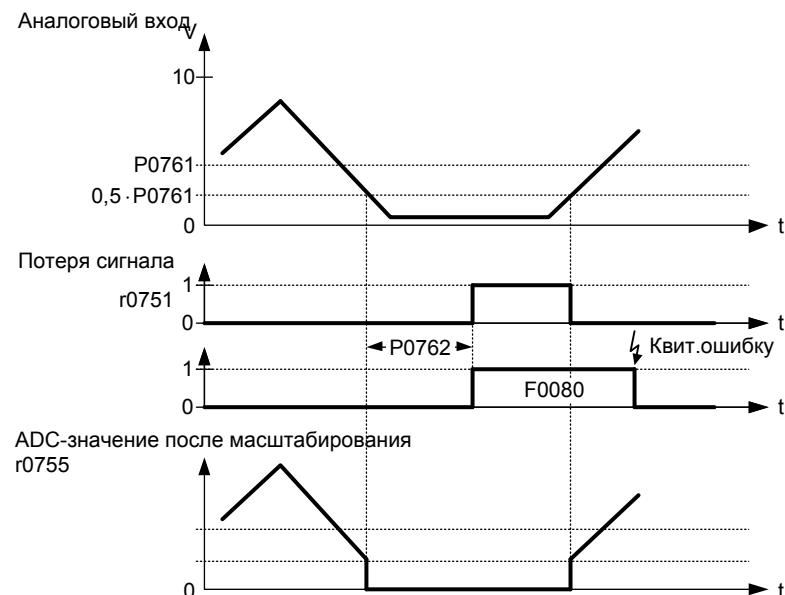 Аналоговый вход
V
10
P0761
0,5 · P0761
0
t
Потеря сигнала
1
r0751
0
t
P0762
Квит.ошибку
1
F0080
0
t
ADC-значение после масштабирования
r0755
0
t